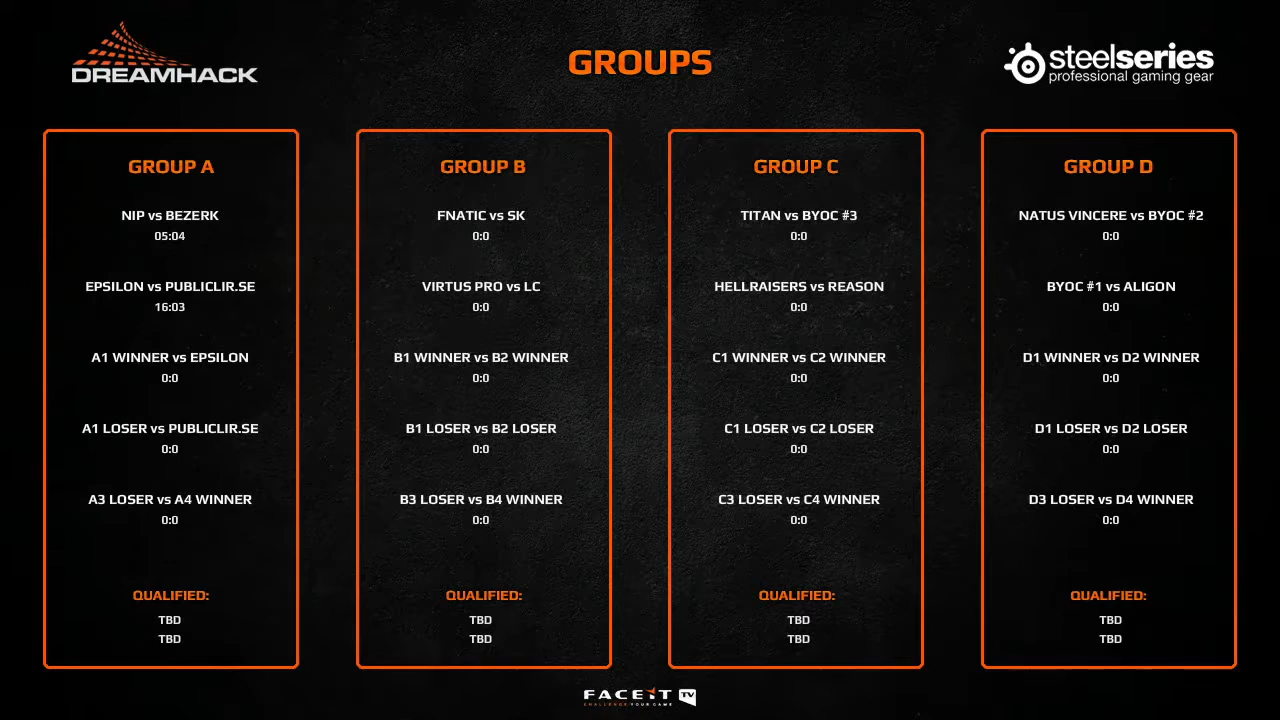 DREAMHACK
GROUPS
steelseries
professional gaming gear
GROUP A
NIP vs BEZERK
05:04
EPSILON vs PUBLICLIR.SE
16:03
A1 WINNER vs EPSILON
0:0
A1 LOSER vs PUBLICLIR.SE
0:0
A3 LOSER vs A4 WINNER
0:0
QUALIFIED:
TBD
TBD
GROUP B
FNATIC vs SK
0:0
VIRTUS PRO vs LC
0:0
B1 WINNER vs B2 WINNER
0:0
B1 LOSER vs B2 LOSER
0:0
B3 LOSER vs B4 WINNER
0:0
QUALIFIED:
TBD
TBD
GROUP C
TITAN vs BYOC #3
0:0
HELLRAISERS vs REASON
0:0
C1 WINNER vs C2 WINNER
0:0
C1 LOSER vs C2 LOSER
0:0
C3 LOSER vs C4 WINNER
0:0
QUALIFIED:
TBD
TBD
GROUP D
NATUS VINCERE vs BYOC #2
0:0
BYOC #1 vs ALIGON
0:0
D1 WINNER vs D2 WINNER
0:0
D1 LOSER vs D2 LOSER
0:0
D3 LOSER vs D4 WINNER
0:0
QUALIFIED:
TBD
TBD
FACEIT TV
CHALLENGE YOUR GAME